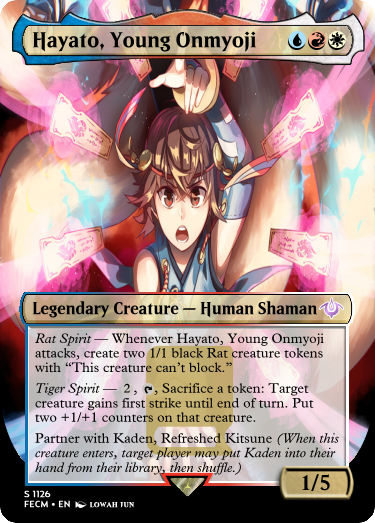 Hayato, Young Onmyoji
Legendary Creature — Human Shaman
Rat Spirit — Whenever Hayato, Young Onmyoji
attacks, create two 1/1 black Rat creature tokens
with “This creature can’t block.”
Tiger Spirit — 2 , , Sacrifice a token: Target
creature gains first strike until end of turn. Put
two +1/+1 counters on that creature.
Partner with Kaden, Refreshed Kitsune (When this
creature enters, target player may put Kaden into their
hand from their library, then shuffle.)
1/5
S 1126
FECM • EN LOWAH JUN